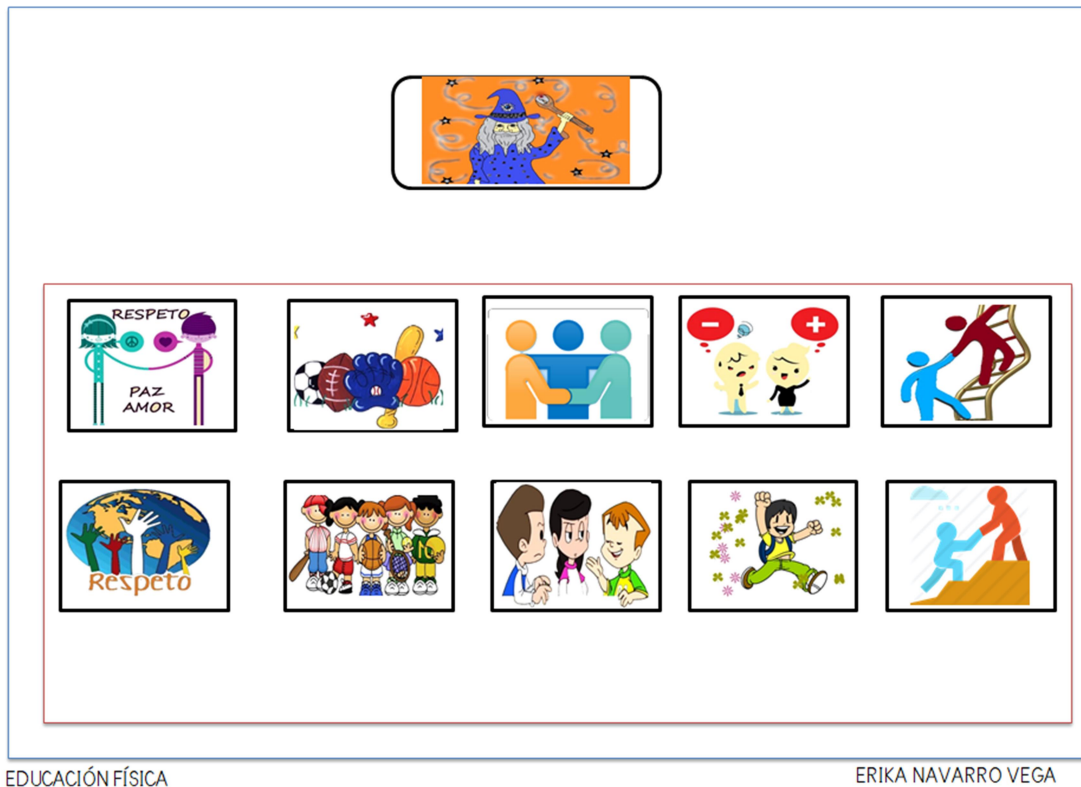 RESPETO
PAZ
AMOR
- +
Respeto
EDUCACIÓN FÍSICA
ERIKA NAVARRO VEGA